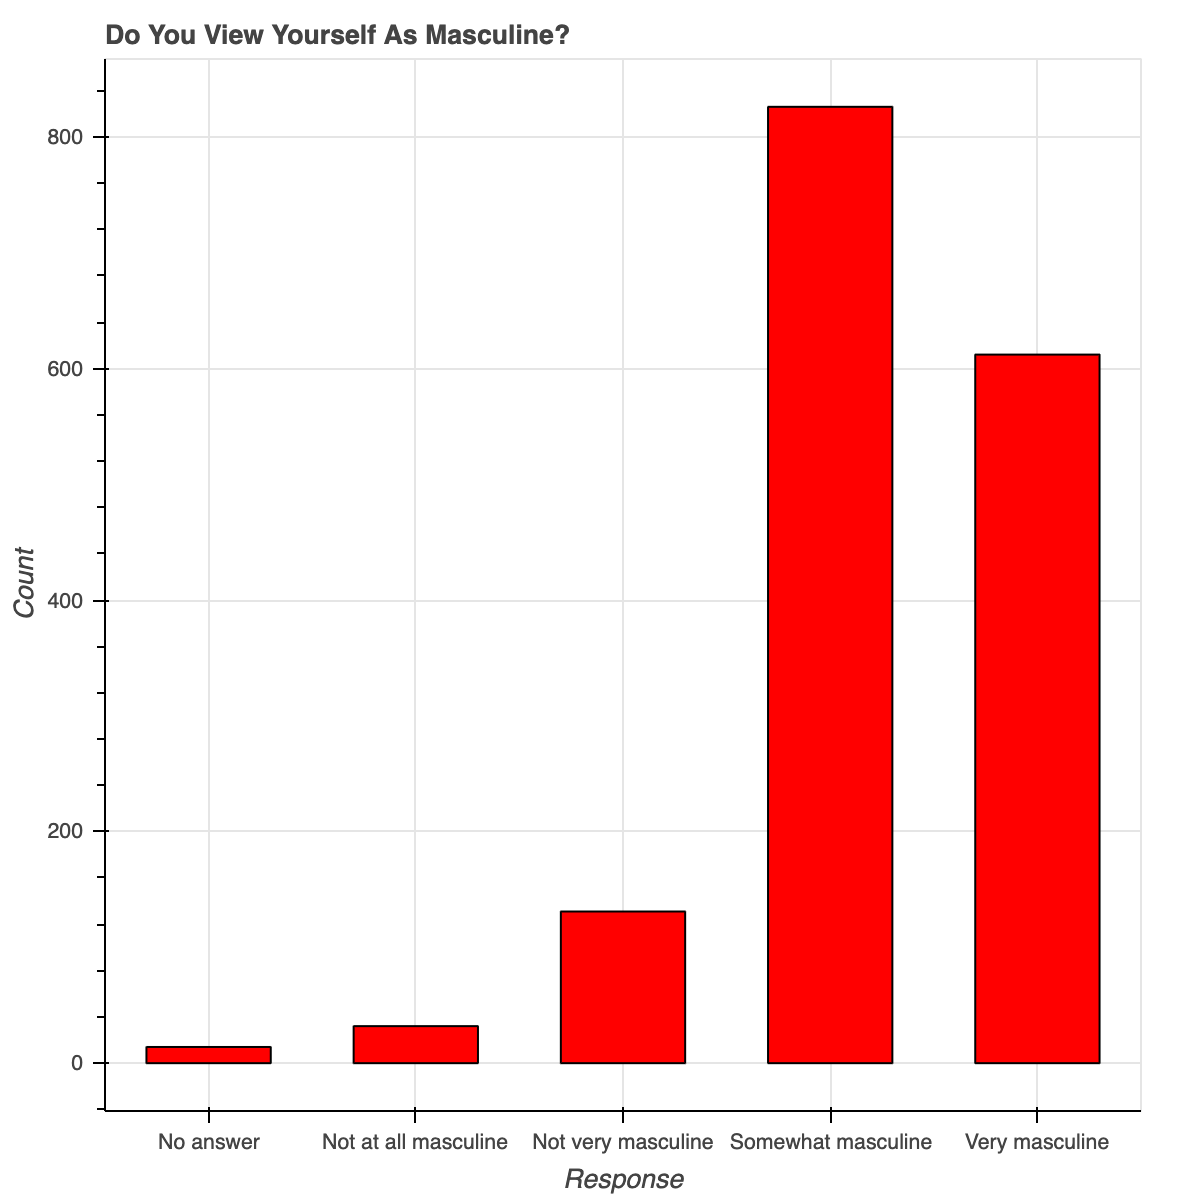 Do You View Yourself As Masculine?
Count
800
600
400
200
0
No answer Not at all masculine Not very masculine Somewhat masculine Very masculine
Response